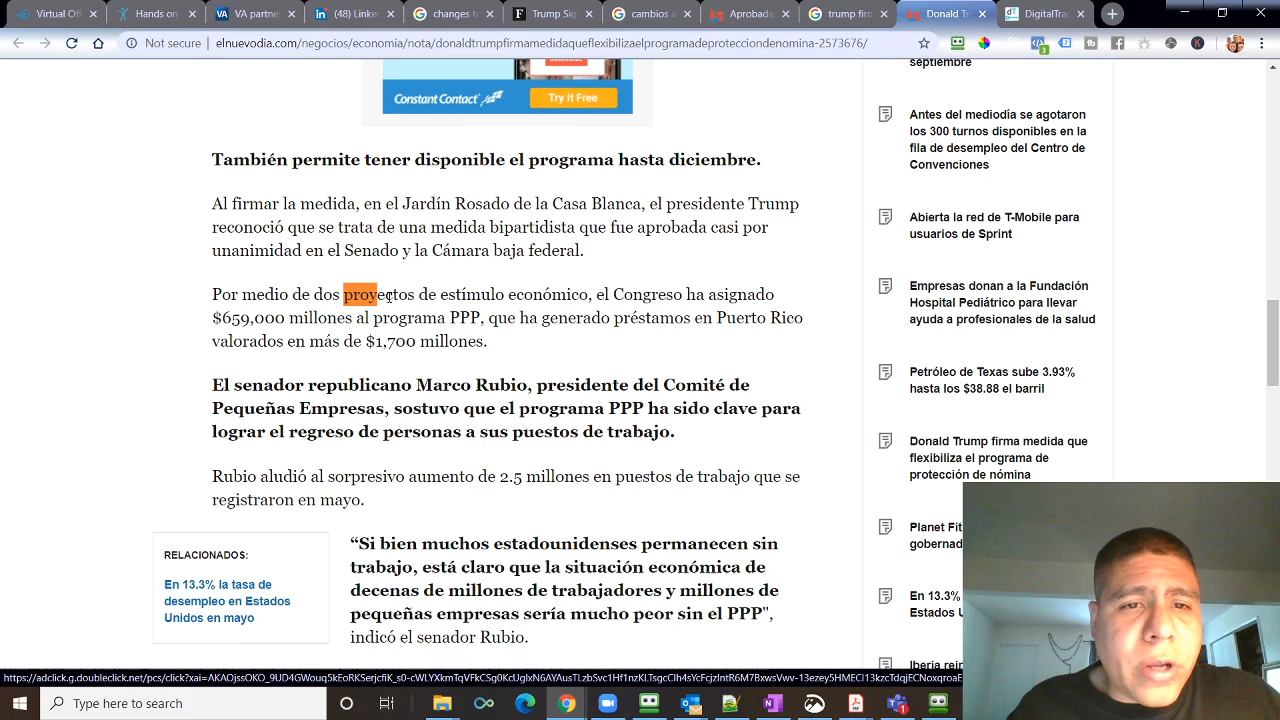 Virtual Off
Hands on
VA partne
(48) Linke
changes t
Trump Sig
cambios e
Aprobada
trump firm
Donald Tr
DigitalTra
Not secure
elnuevodia.com/negocios/economia/nota/donaldtrumpfirmamedidaqueflexibilizaelprogramadeprotecciondenomina-2573676/
Constant Contact
Try It Free
También permite tener disponible el programa hasta diciembre.
Al firmar la medida, en el Jardín Rosado de la Casa Blanca, el presidente Trump
reconoció que se trata de una medida bipartidista que fue aprobada casi por
unanimidad en el Senado y la Cámara baja federal.
Por medio de dos proyectos de estímulo económico, el Congreso ha asignado
$659,000 millones al programa PPP, que ha generado préstamos en Puerto Rico
valorados en más de $1,700 millones.
El senador republicano Marco Rubio, presidente del Comité de
Pequeñas Empresas, sostuvo que el programa PPP ha sido clave para
lograr el regreso de personas a sus puestos de trabajo.
Rubio aludió al sorpresivo aumento de 2.5 millones en puestos de trabajo que se
registraron en mayo.
RELACIONADOS:
En 13.3% la tasa de
desempleo en Estados
Unidos en mayo
“Si bien muchos estadounidenses permanecen sin
trabajo, está claro que la situación económica de
decenas de millones de trabajadores y millones de
pequeñas empresas sería mucho peor sin el PPP",
indicó el senador Rubio.
septiembre
Antes del mediodía se agotaron
los 300 turnos disponibles en la
fila de desempleo del Centro de
Convenciones
Abierta la red de T-Mobile para
usuarios de Sprint
Empresas donan a la Fundación
Hospital Pediátrico para llevar
ayuda a profesionales de la salud
Petróleo de Texas sube 3.93%
hasta los $38.88 el barril
Donald Trump firma medida que
flexibiliza el programa de
protección de nómina
Planet Fit
gobernad
En 13.3%
Estados U
Iberia rein
Type here to search